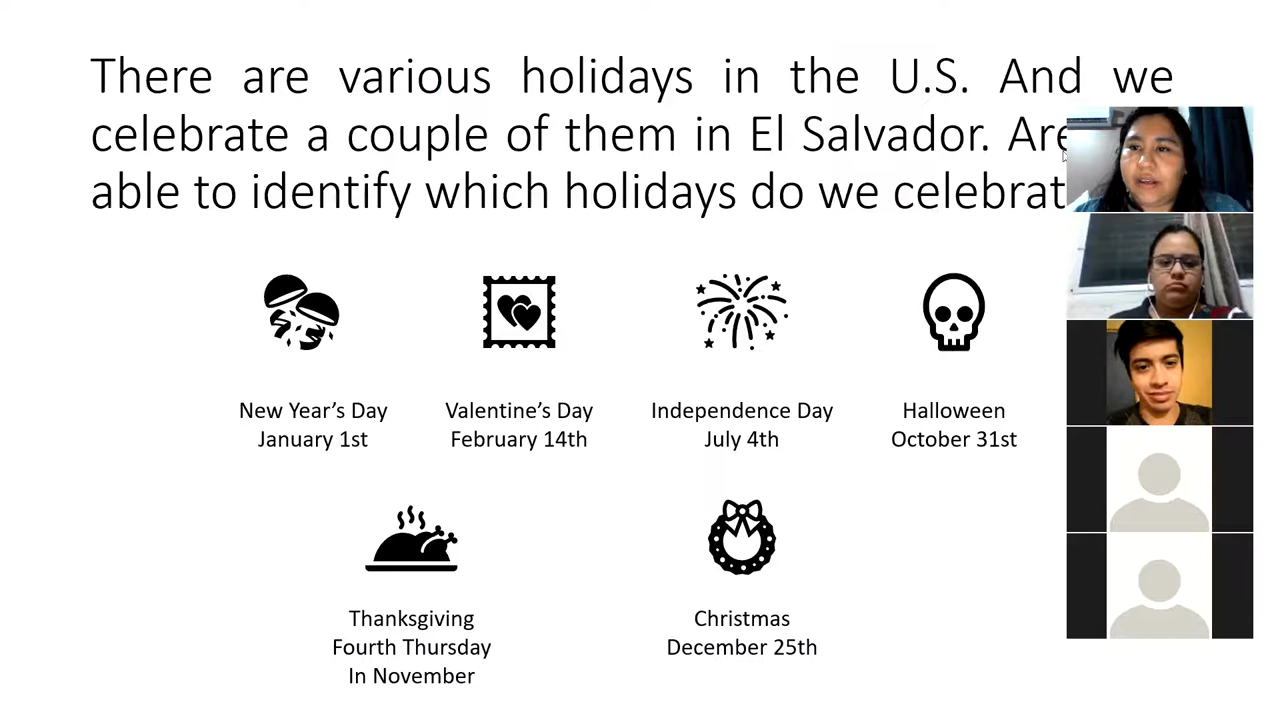 There are various holidays in the U.S. And we
celebrate a couple of them in El Salvador. Are
able to identify which holidays do we celebrat
New Year’s Day
January 1st
Valentine’s Day
February 14th
Independence Day
July 4th
Halloween
October 31st
Thanksgiving
Fourth Thursday
In November
Christmas
December 25th